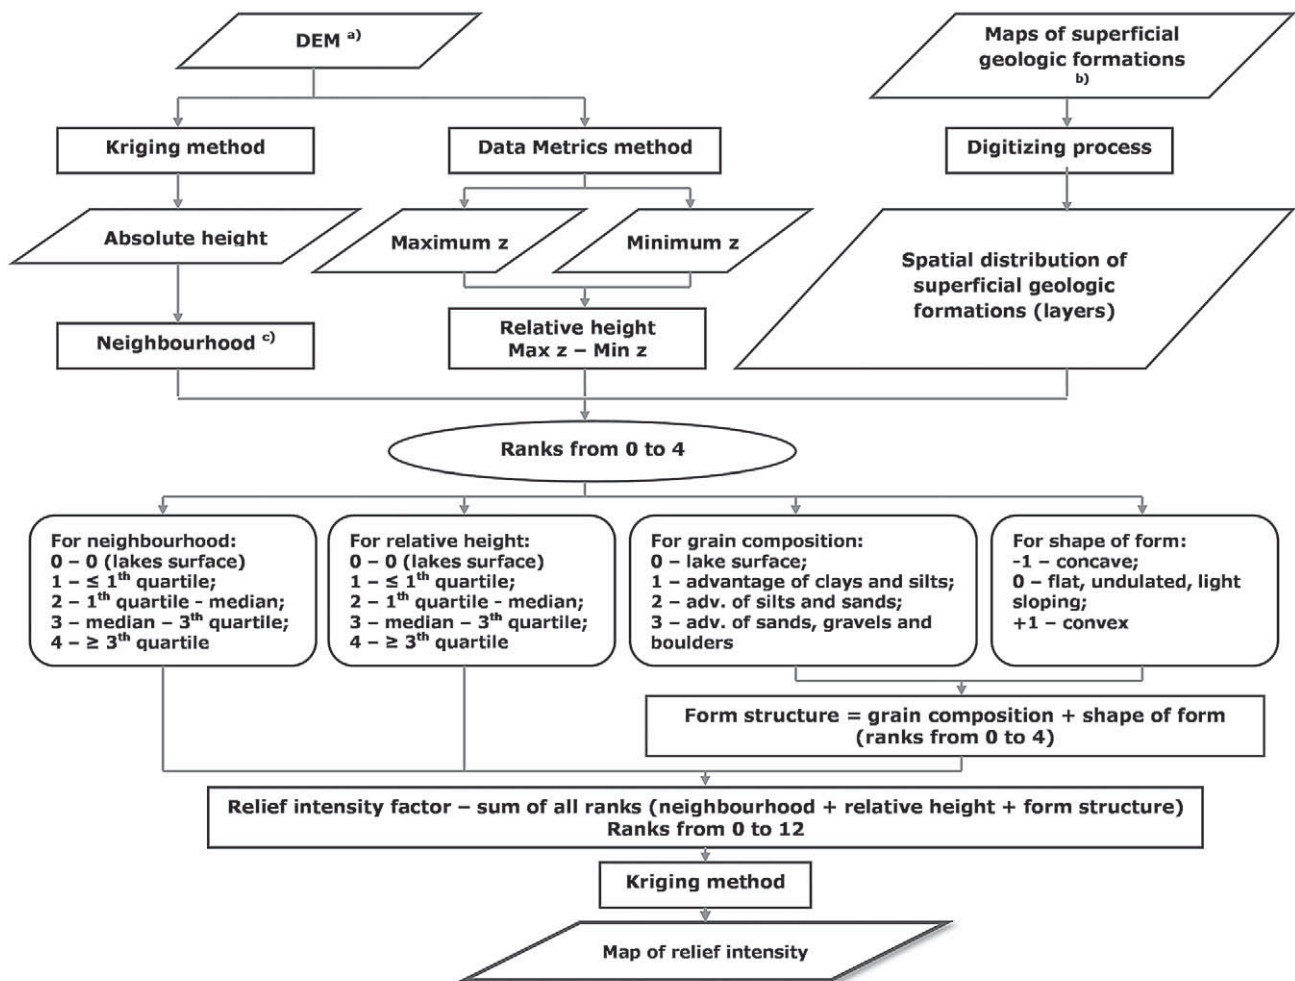 DEM a)
Maps of superficial
geologic formations
b)
Kriging method
Data Metrics method
Digitizing process
Absolute height
Maximum z
Minimum z
Spatial distribution of
superficial geologic
formations (layers)
Neighbourhood c)
Relative height
Max z – Min z
Ranks from 0 to 4
For neighbourhood:
0 – 0 (lakes surface)
1 – ≤ 1th quartile;
2 – 1th quartile - median;
3 – median – 3th quartile;
4 – ≥ 3th quartile
For relative height:
0 – 0 (lakes surface)
1 – ≤ 1th quartile;
2 – 1th quartile - median;
3 – median – 3th quartile;
4 – ≥ 3th quartile
For grain composition:
0 – lake surface;
1 – advantage of clays and silts;
2 – adv. of silts and sands;
3 – adv. of sands, gravels and
boulders
For shape of form:
-1 – concave;
0 – flat, undulated, light
sloping;
+1 – convex
Form structure = grain composition + shape of form
(ranks from 0 to 4)
Relief intensity factor – sum of all ranks (neighbourhood + relative height + form structure)
Ranks from 0 to 12
Kriging method
Map of relief intensity